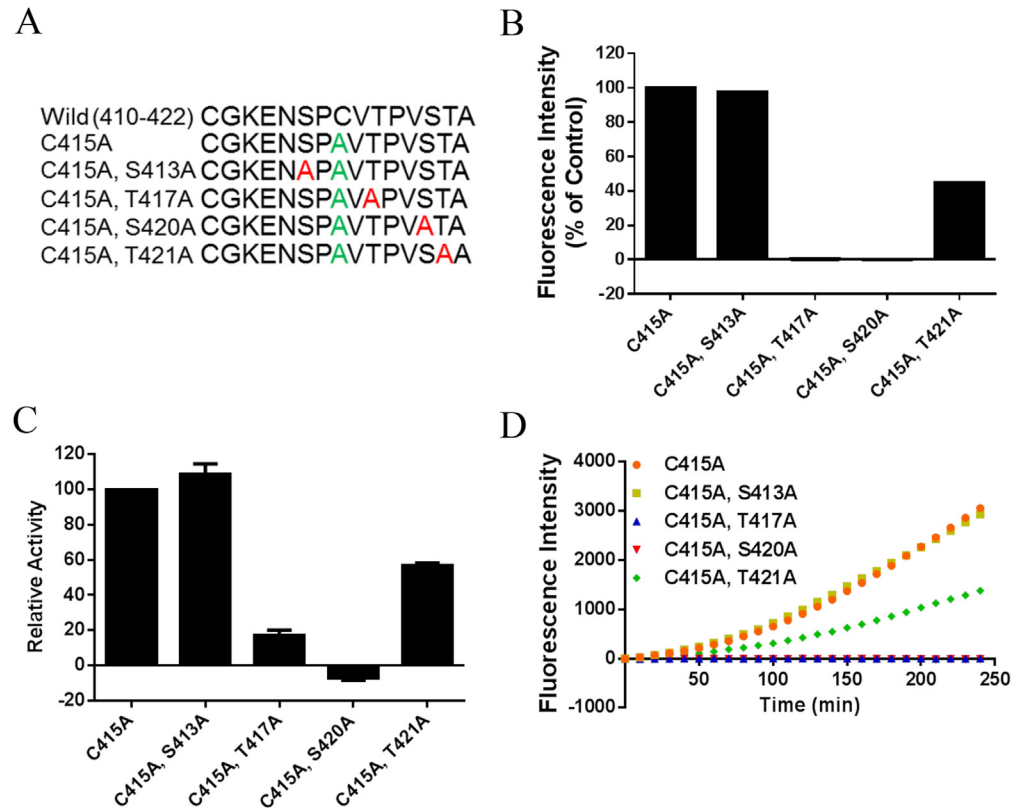 A
Wild (410-422) CGKENSPCVTPVSTA
C415A CGKENSPAVTPVSTA
C415A, S413A CGKENAPAVTPVSTA
C415A, T417A CGKENSPAVAPVSTA
C415A, S420A CGKENSPAVTPVATA
C415A, T421A CGKENSPAVTPVSAA
B
Fluorescence Intensity
(% of Control)
120
100
80
60
40
20
0
-20
C415A
C415A, S413A
C415A, T417A
C415A, S420A
C415A, T421A
C
Relative Activity
120
100
80
60
40
20
0
-20
C415A
C415A, S413A
C415A, T417A
C415A, S420A
C415A, T421A
D
Fluorescence Intensity
4000
3000
2000
1000
0
-1000
C415A
C415A, S413A
C415A, T417A
C415A, S420A
C415A, T421A
50 100 150 200 250
Time (min)